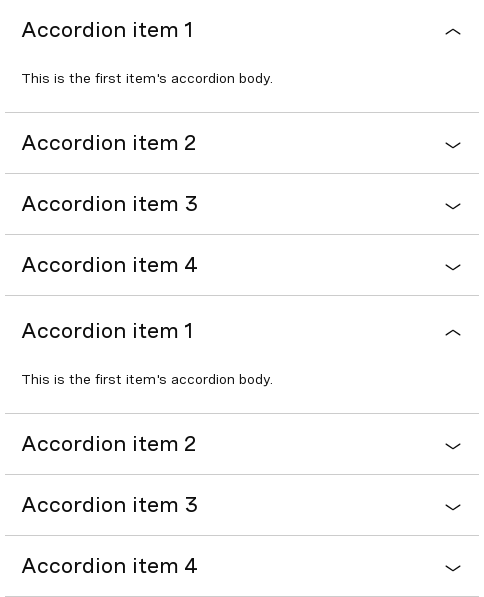 Accordion item 1
This is the first item's accordion body.
Accordion item 2
Accordion item 3
Accordion item 4
Accordion item 1
This is the first item's accordion body.
Accordion item 2
Accordion item 3
Accordion item 4